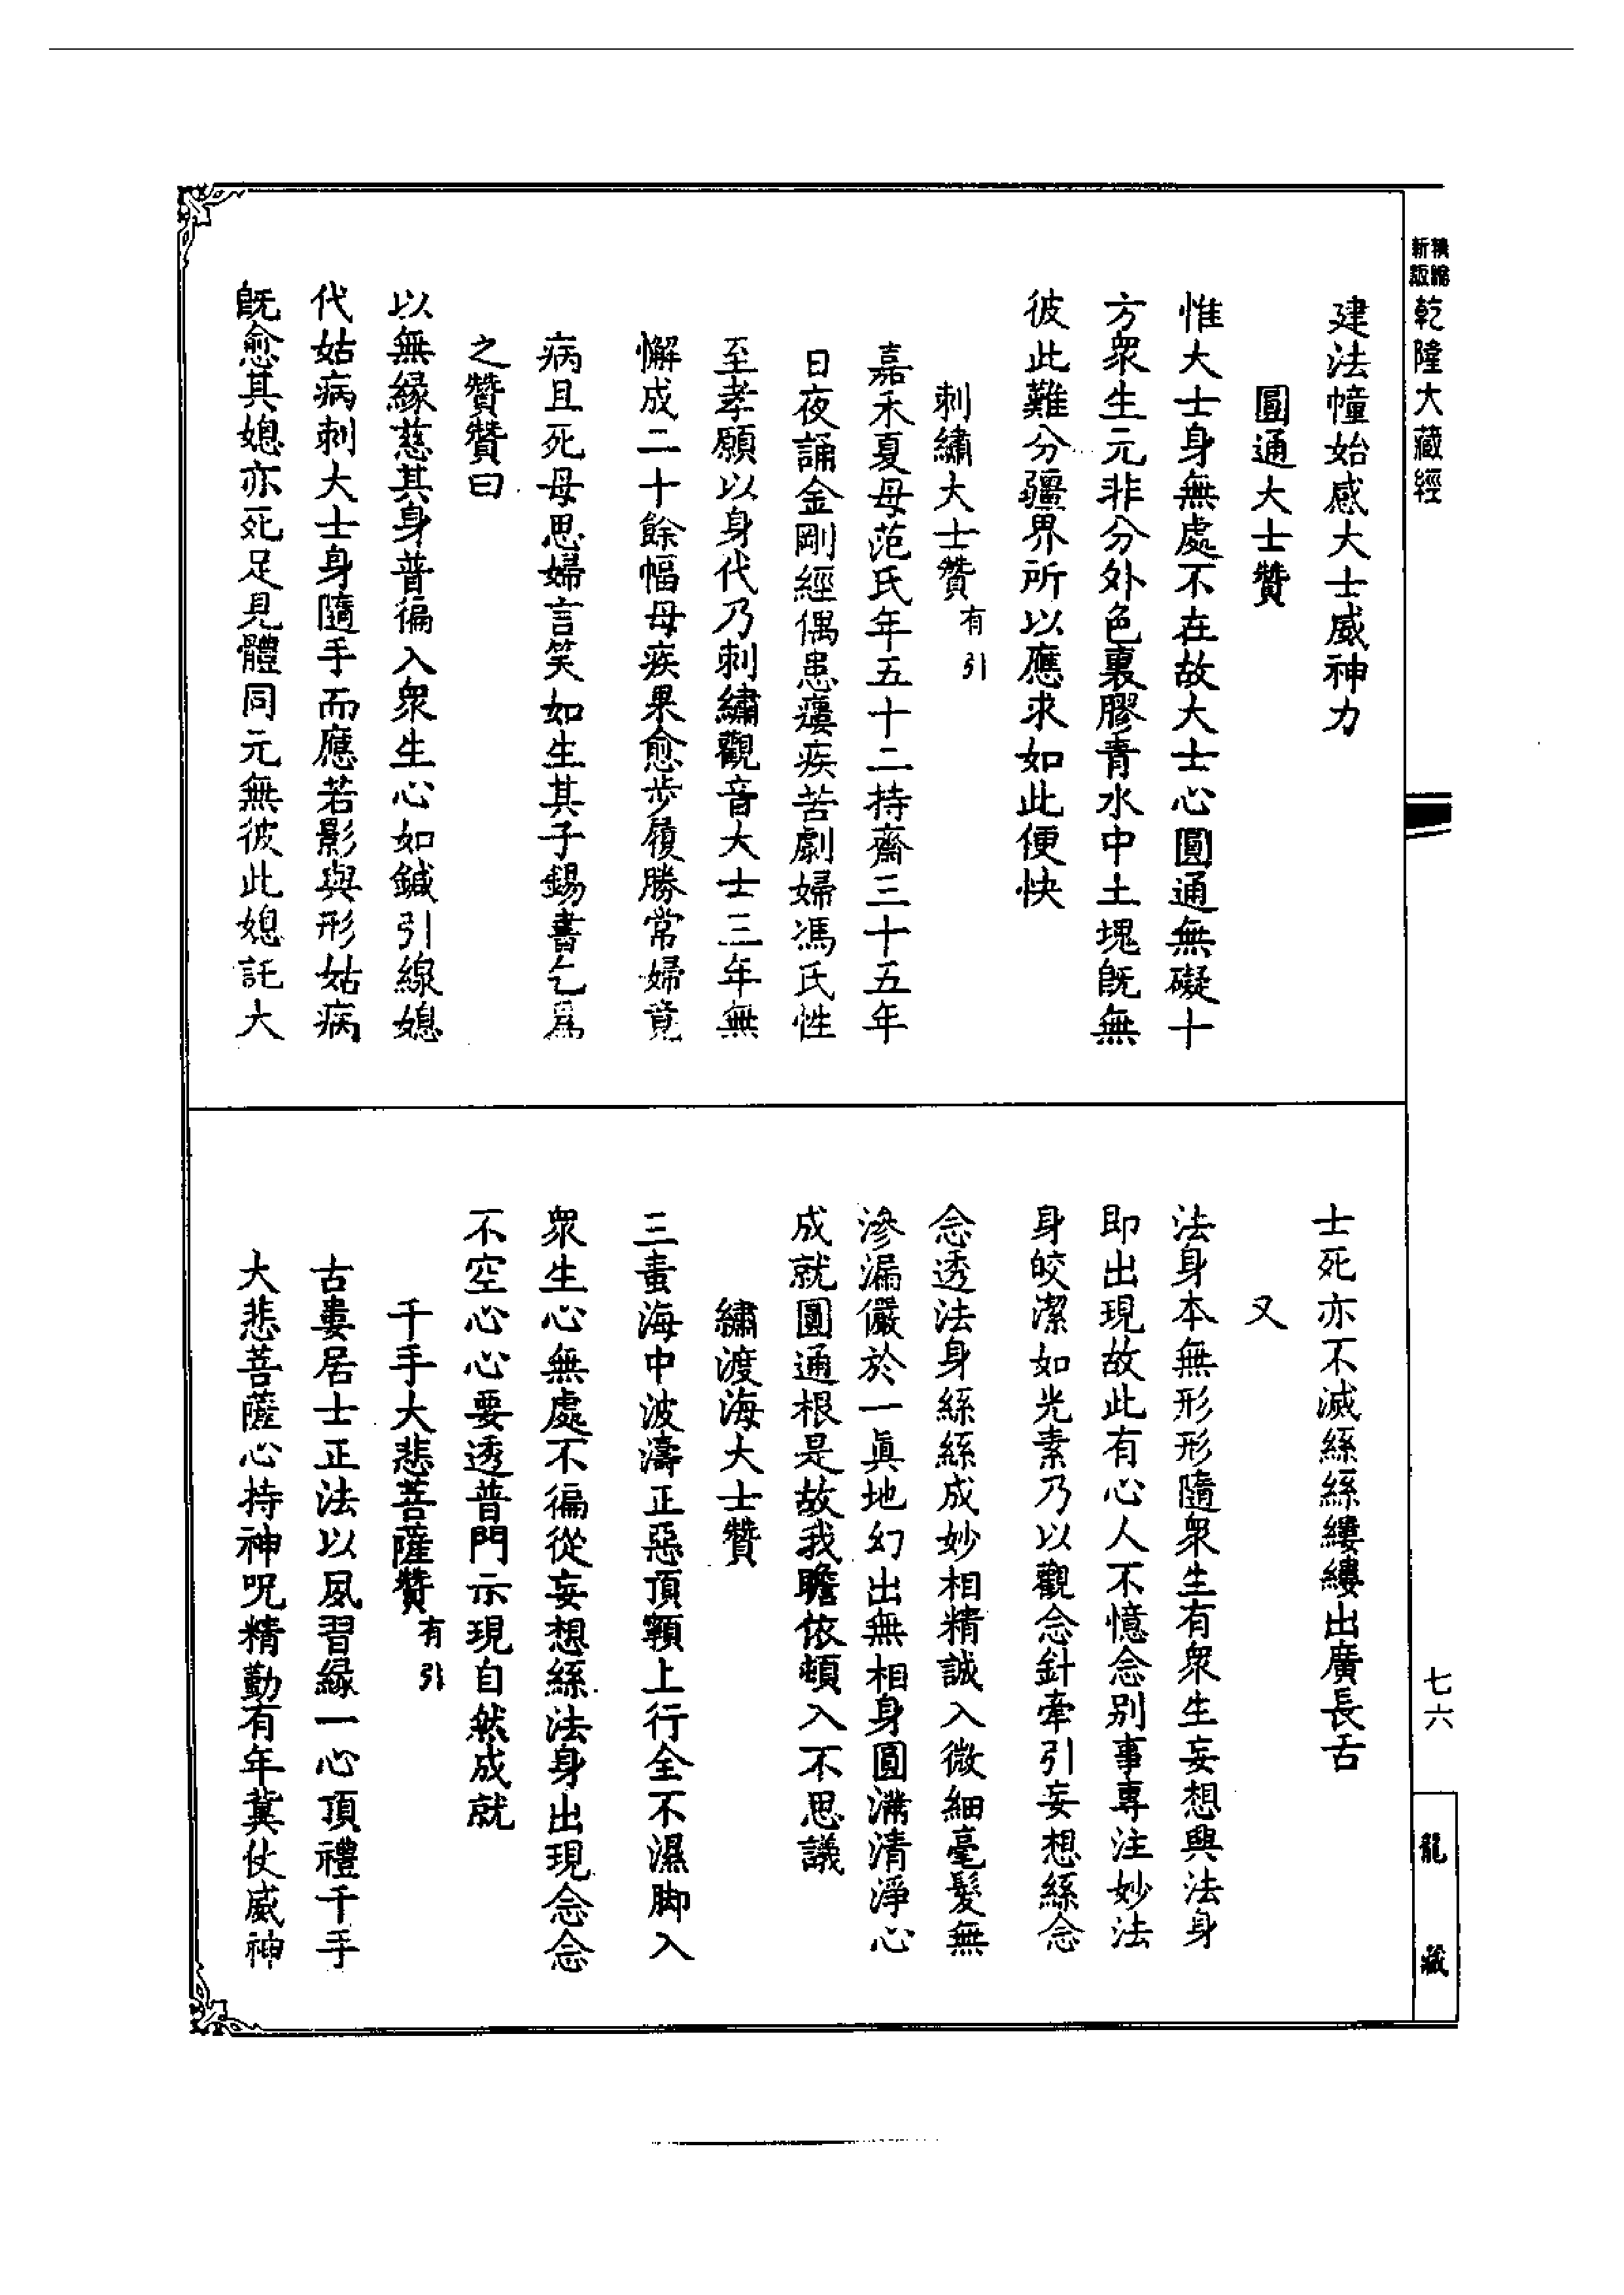 新版
精縮
乾隆大藏經
建法幢始感大士威神力
圓通大士贊
惟大士身無處不在故大士心圓通無礙十
方衆生元非分外色裏膠青水中土塊旣無
彼此難分疆界所以應求如此便快
刺繡大士贊有引
嘉禾夏母范氏年五十二持齋三十五年
日夜誦金剛經偶患瘻疾苦劇婦馮氏性
至孝願以身代乃刺繡觀音大士三年無
懈成二十餘幅母疾果愈步履勝常婦竟
病且死母思婦言笑如生其子錫書乞爲
之贊贊曰
以無緣慈其身普徧入衆生心如鍼引線媳
代姑病刺大士身隨手而應若影與形姑病
旣愈其媳亦死足見體同元無彼此媳託大
士死亦不滅絲絲縷縷出廣長舌
又
法身本無形形隨衆生有衆生妄想與法身
即出現故此有心人不憶念別事專注妙法
身皎潔如光素乃以觀念針牽引妄想絲念
念透法身絲絲成妙相精誠入微細毫髮無
滲漏儼於一眞地幻出無相身圓滿清淨心
成就圓通根是故我瞻依頓入不思議
繡渡海大士贊
三毒海中波濤正惡頂𩕳上行全不濕脚入
衆生心無處不徧從妄想絲法身出現念念
不空心心要透普門示現自然成就
千手大悲菩薩贊有引
古婁居士正法以夙習緣一心頂禮千手
大悲菩薩心持神呪精勤有年冀仗威神
七六
龍藏